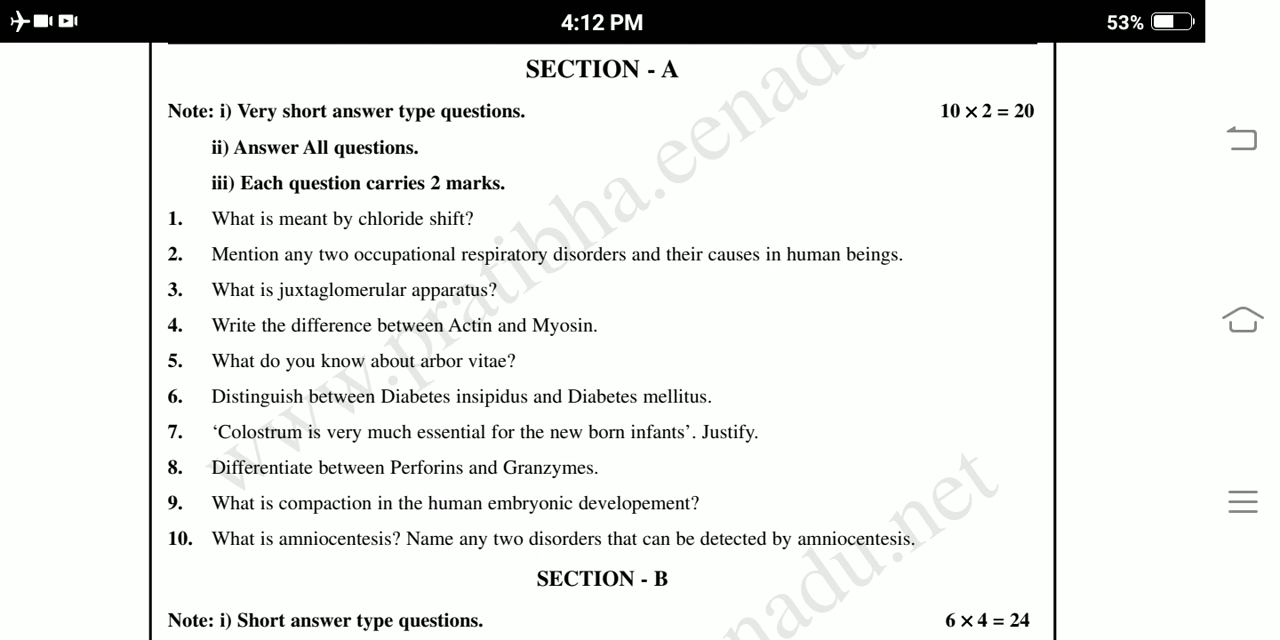 4:12 PM
53%
SECTION - A
Note: i) Very short answer type questions. 10 × 2 = 20
ii) Answer All questions.
iii) Each question carries 2 marks.
1. What is meant by chloride shift?
2. Mention any two occupational respiratory disorders and their causes in human beings.
3. What is juxtaglomerular apparatus?
4. Write the difference between Actin and Myosin.
5. What do you know about arbor vitae?
6. Distinguish between Diabetes insipidus and Diabetes mellitus.
7. ‘Colostrum is very much essential for the new born infants’. Justify.
8. Differentiate between Perforins and Granzymes.
9. What is compaction in the human embryonic developement?
10. What is amniocentesis? Name any two disorders that can be detected by amniocentesis.
SECTION - B
Note: i) Short answer type questions. 6 × 4 = 24
www.pratibha.eenadu
nadu.net